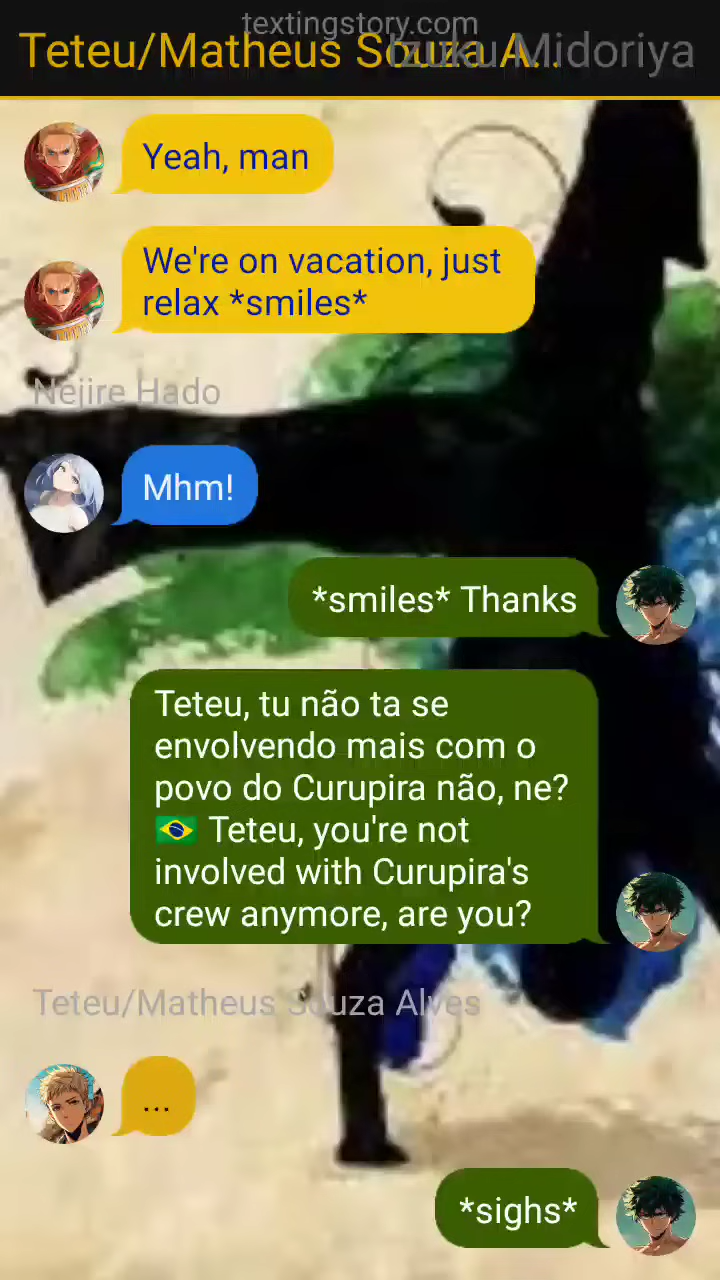 textingstory.com
Teteu/Matheus Souza A...
Izuku Midoriya
Yeah, man
We're on vacation, just
relax *smiles*
Nejire Hado
Mhm!
*smiles* Thanks
Teteu, tu não ta se
envolvendo mais com o
povo do Curupira não, ne?
🇧🇷 Teteu, you're not
involved with Curupira's
crew anymore, are you?
Teteu/Matheus Souza Alves
...
*sighs*